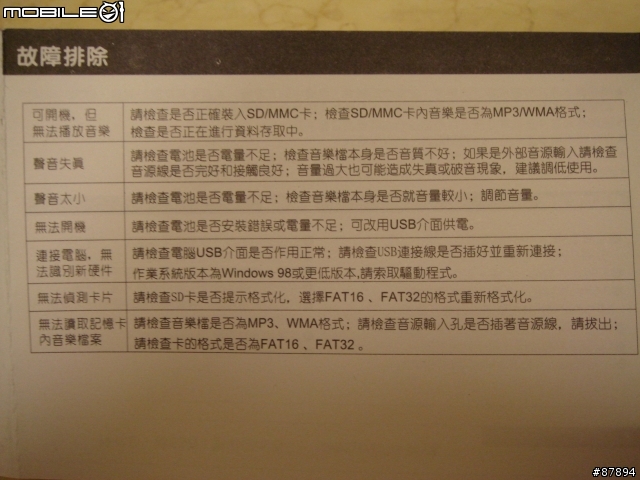 MOBILE01
故障排除
可開機，但
無法播放音樂
請檢查是否正確裝入SD/MMC卡；檢查SD/MMC卡內音樂是否為MP3/WMA格式；
檢查是否正在進行資料存取中。
聲音失真
請檢查電池是否電量不足；檢查音樂檔本身是否音質不好；如果是外部音源輸入請檢查
音源線是否完好和接觸良好；音量過大也可能造成失真或破音現象，建議調低使用。
聲音太小
請檢查電池是否電量不足；檢查音樂檔本身是否就音量較小；調節音量。
無法開機
請檢查電池是否安裝錯誤或電量不足；可改用USB介面供電。
連接電腦，無
法識別新硬件
請檢查電腦USB介面是否作用正常；請檢查USB連接線是否插好並重新連接；
作業系統版本為Windows 98或更低版本,請索取驅動程式。
無法偵測卡片
請檢查SD卡是否提示格式化，選擇FAT16、FAT32的格式重新格式化。
無法讀取記憶卡
內音樂檔案
請檢查音樂檔是否為MP3、WMA格式；請檢查音源輸入孔是否插著音源線，請拔出；
請檢查卡的格式是否為FAT16、FAT32。
#87894